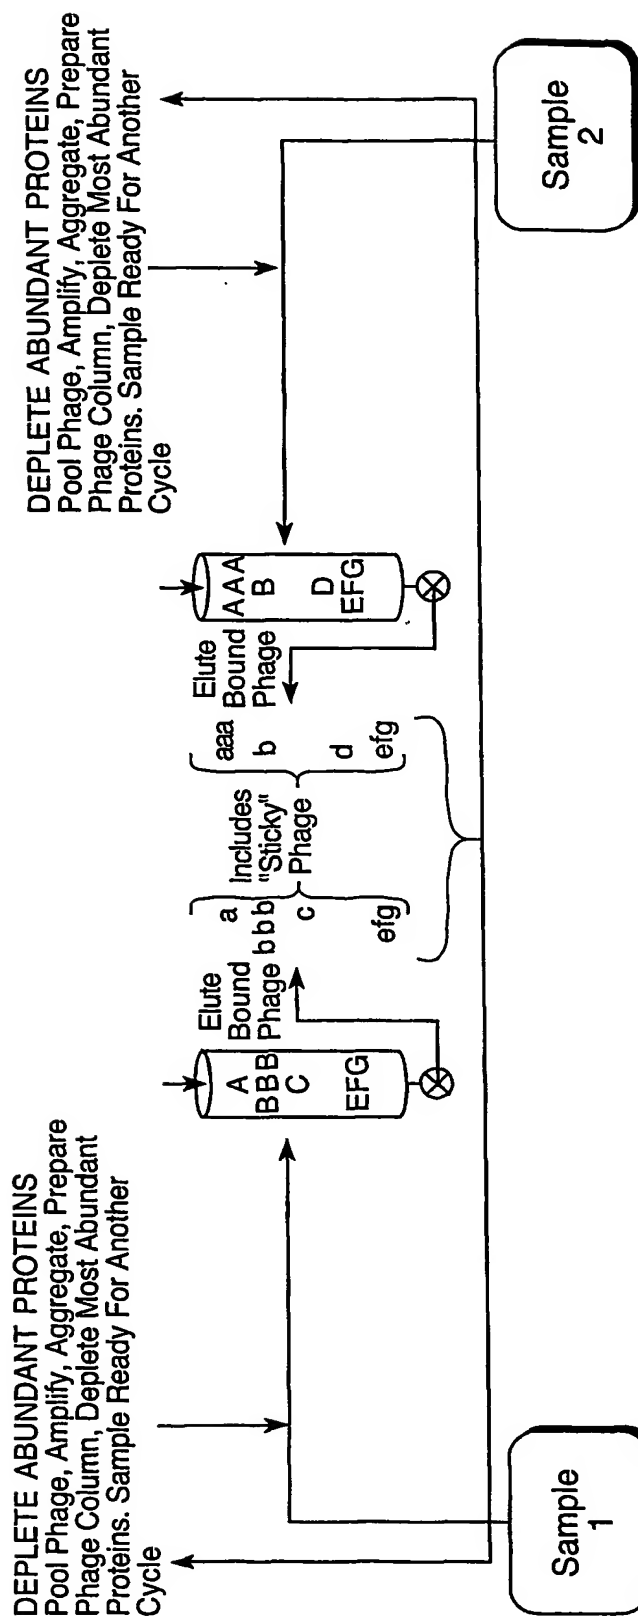 DEPLETE ABUNDANT PROTEINS
Pool Phage, Amplify, Aggregate, Prepare
Phage Column, Deplete Most Abundant
Proteins. Sample Ready For Another
Cycle
Sample
1
A
BBB
C
EFG
Elute
Bound
Phage
a
bbb
c
efg
Includes
"Sticky"
Phage
aaa
b
d
efg
Elute
Bound
Phage
AAA
B
D
EFG
DEPLETE ABUNDANT PROTEINS
Pool Phage, Amplify, Aggregate, Prepare
Phage Column, Deplete Most Abundant
Proteins. Sample Ready For Another
Cycle
Sample
2